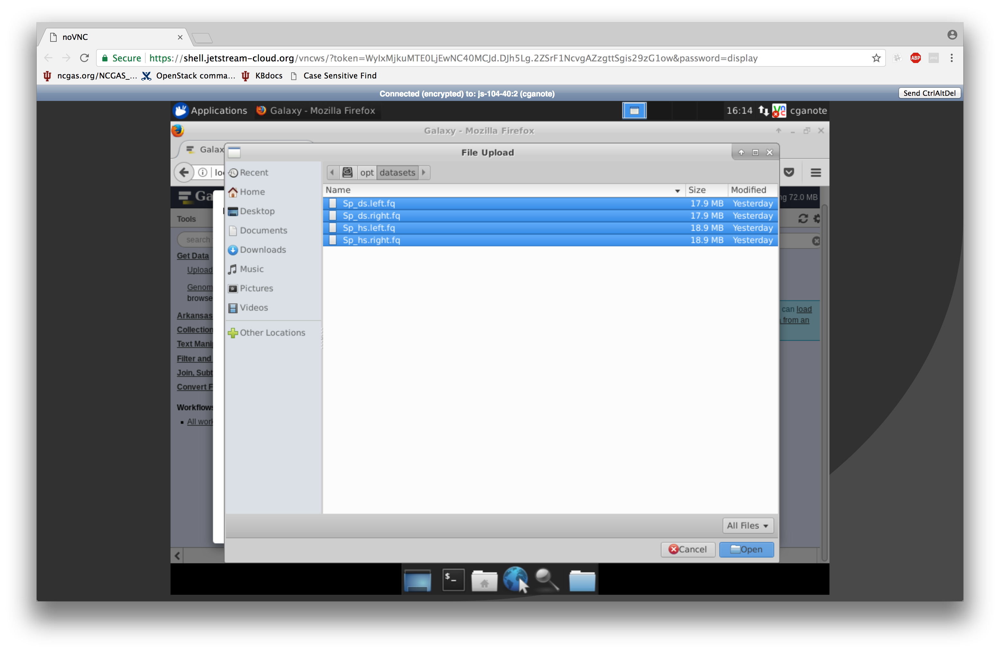 noVNC
Secure https://shell.jetstream-cloud.org/vncws/?token=WyIxMjkuMTE0LjEwNC40MCJd.DJh5Lg.2ZSrF1NcvgAZzgttSgis29zG1ow&password=display
ABP
ncgas.org/NCGAS_... OpenStack comma... KBdocs Case Sensitive Find
Connected (encrypted) to: js-104-40:2 (cganote)
Send CtrlAltDel
Applications Galaxy - Mozilla Firefox 16:14 cganote
Galaxy - Mozilla Firefox
Galax
File Upload
loc
Recent
opt datasets
Home
Name Size Modified
Ga
ng 72.0 MB
Sp_ds.left.fq 17.9 MB Yesterday
Desktop
Sp_ds.right.fq 17.9 MB Yesterday
Tools
Documents
Sp_hs.left.fq 18.9 MB Yesterday
search
Sp_hs.right.fq 18.9 MB Yesterday
Get Data
Downloads
Upload
Music
Genom
browse
Pictures
Videos
can load
Arkansas
from an
Collection
Other Locations
Text Manip
Filter and
Join, Subt
Convert F
Workflows
All work
All Files
Cancel Open
$_